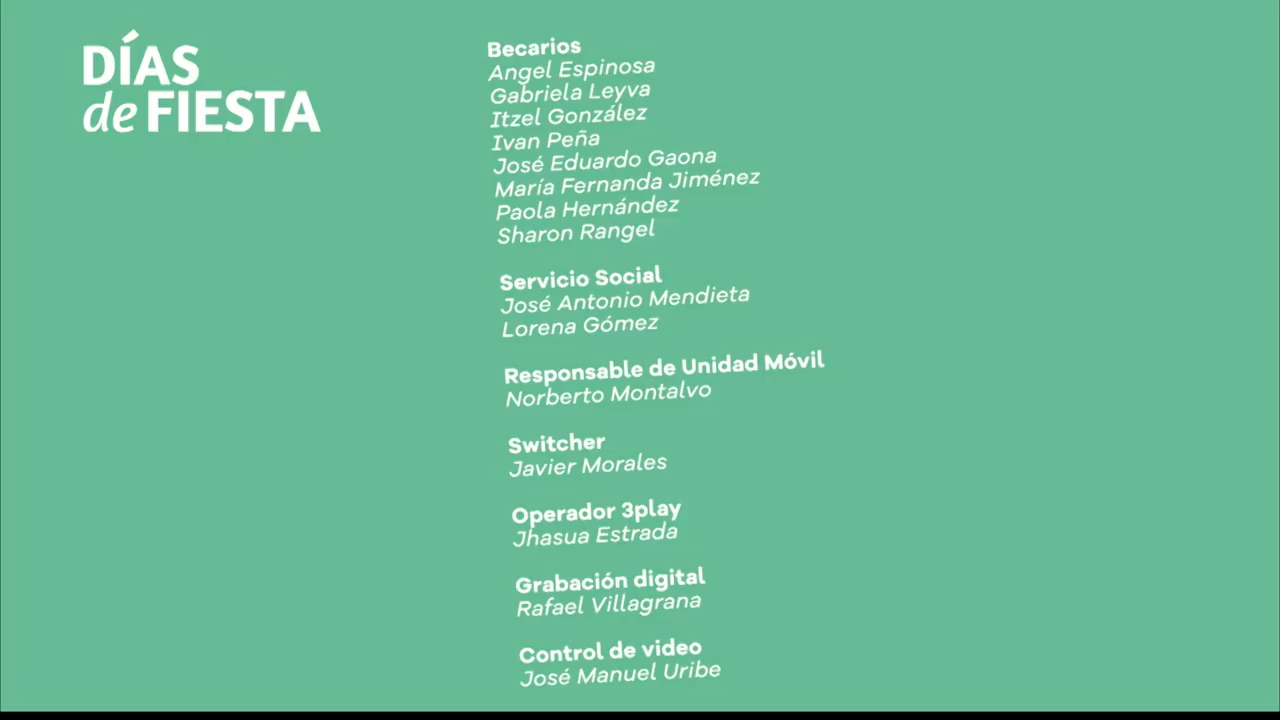 DÍAS
de FIESTA
Becarios
Angel Espinosa
Gabriela Leyva
Itzel González
Ivan Peña
José Eduardo Gaona
María Fernanda Jiménez
Paola Hernández
Sharon Rangel
Servicio Social
José Antonio Mendieta
Lorena Gómez
Responsable de Unidad Móvil
Norberto Montalvo
Switcher
Javier Morales
Operador 3play
Jhasua Estrada
Grabación digital
Rafael Villagrana
Control de video
José Manuel Uribe